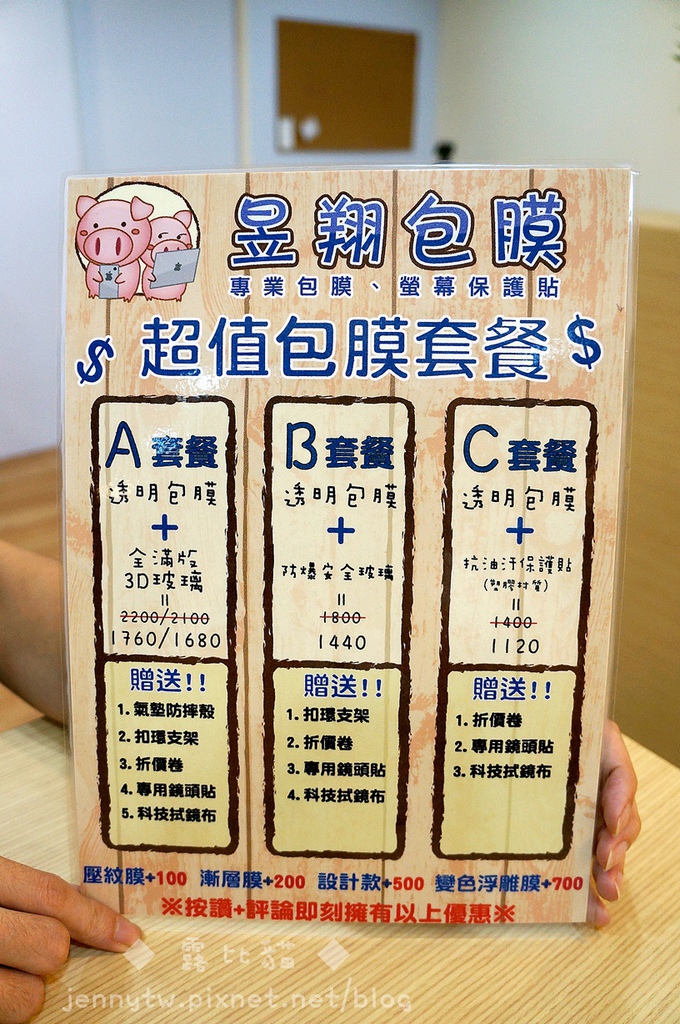 昱翔包膜
專業包膜、螢幕保護貼
$ 超值包膜套餐 $
A 套餐
透明包膜
+
全滿版
3D玻璃
=
2200/2100
1760/1680
贈送!!
1. 氣墊防摔殼
2. 扣環支架
3. 折價卷
4. 專用鏡頭貼
5. 科技拭鏡布
B 套餐
透明包膜
+
防爆安全玻璃
=
1800
1440
贈送!!
1. 扣環支架
2. 折價卷
3. 專用鏡頭貼
4. 科技拭鏡布
C 套餐
透明包膜
+
抗油汗保護貼
(塑膠材質)
=
1400
1120
贈送!!
1. 折價卷
2. 專用鏡頭貼
3. 科技拭鏡布
壓紋膜+100 漸層膜+200 設計款+500 變色浮雕膜+700
※按讚+評論即刻擁有以上優惠※
◆ 露比貓 ◆
jennytw.pixnet.net/blog